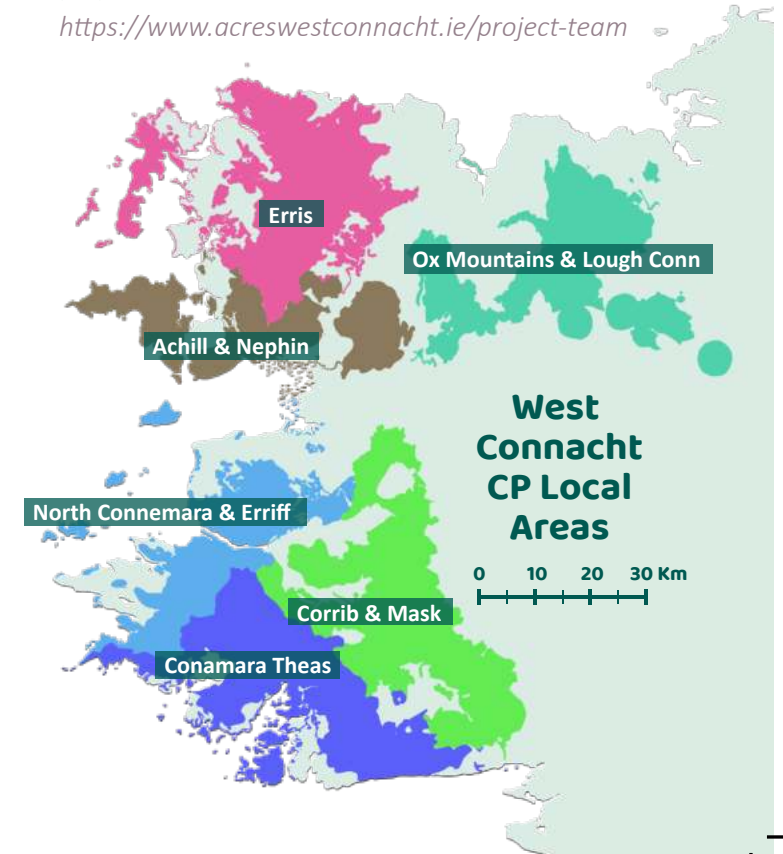 https://www.acreswestconnacht.ie/project-team
Erris
Ox Mountains & Lough Conn
Achill & Nephin
West
Connacht
CP Local
Areas
North Connemara & Erriff
0 10 20 30 Km
Corrib & Mask
Conamara Theas